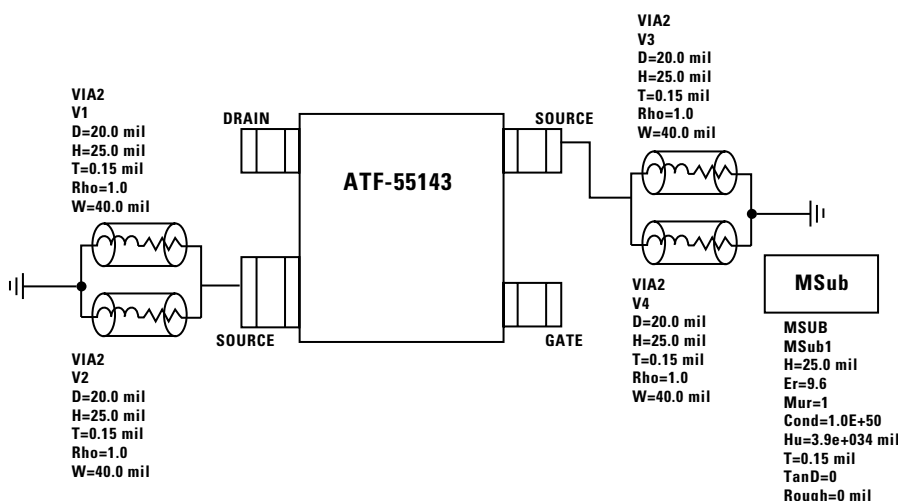 VIA2
V3
D=20.0 mil
H=25.0 mil
T=0.15 mil
Rho=1.0
W=40.0 mil
VIA2
V1
D=20.0 mil
H=25.0 mil
T=0.15 mil
Rho=1.0
W=40.0 mil
DRAIN
SOURCE
ATF-55143
SOURCE
GATE
VIA2
V2
D=20.0 mil
H=25.0 mil
T=0.15 mil
Rho=1.0
W=40.0 mil
VIA2
V4
D=20.0 mil
H=25.0 mil
T=0.15 mil
Rho=1.0
W=40.0 mil
MSub
MSUB
MSub1
H=25.0 mil
Er=9.6
Mur=1
Cond=1.0E+50
Hu=3.9e+034 mil
T=0.15 mil
TanD=0
Rough=0 mil